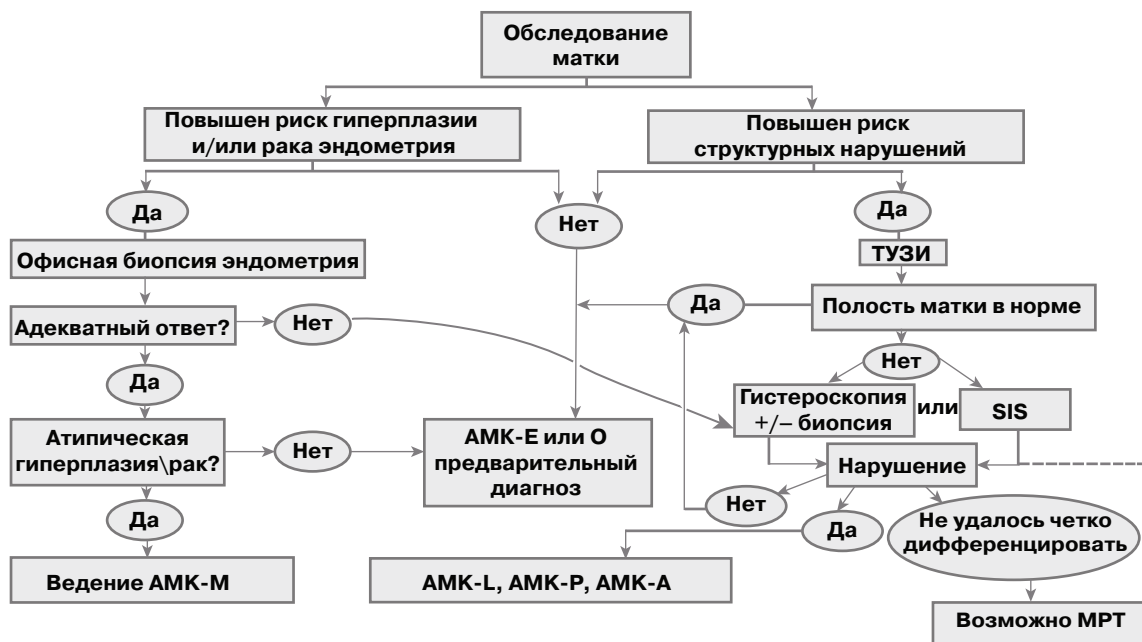 Обследование
матки
Повышен риск гиперплазии
и/или рака эндометрия
Повышен риск
структурных нарушений
Да
Нет
Да
Офисная биопсия эндометрия
ТУЗИ
Адекватный ответ?
Нет
Да
Полость матки в норме
Да
Нет
Гистероскопия
+/– биопсия
или
SIS
Атипическая
гиперплазия\рак?
Нет
АМК-Е или О
предварительный
диагноз
Нарушение
Да
Нет
Да
Не удалось четко
дифференцировать
Ведение АМК-М
АМК-L, АМК-Р, АМК-А
Возможно МРТ